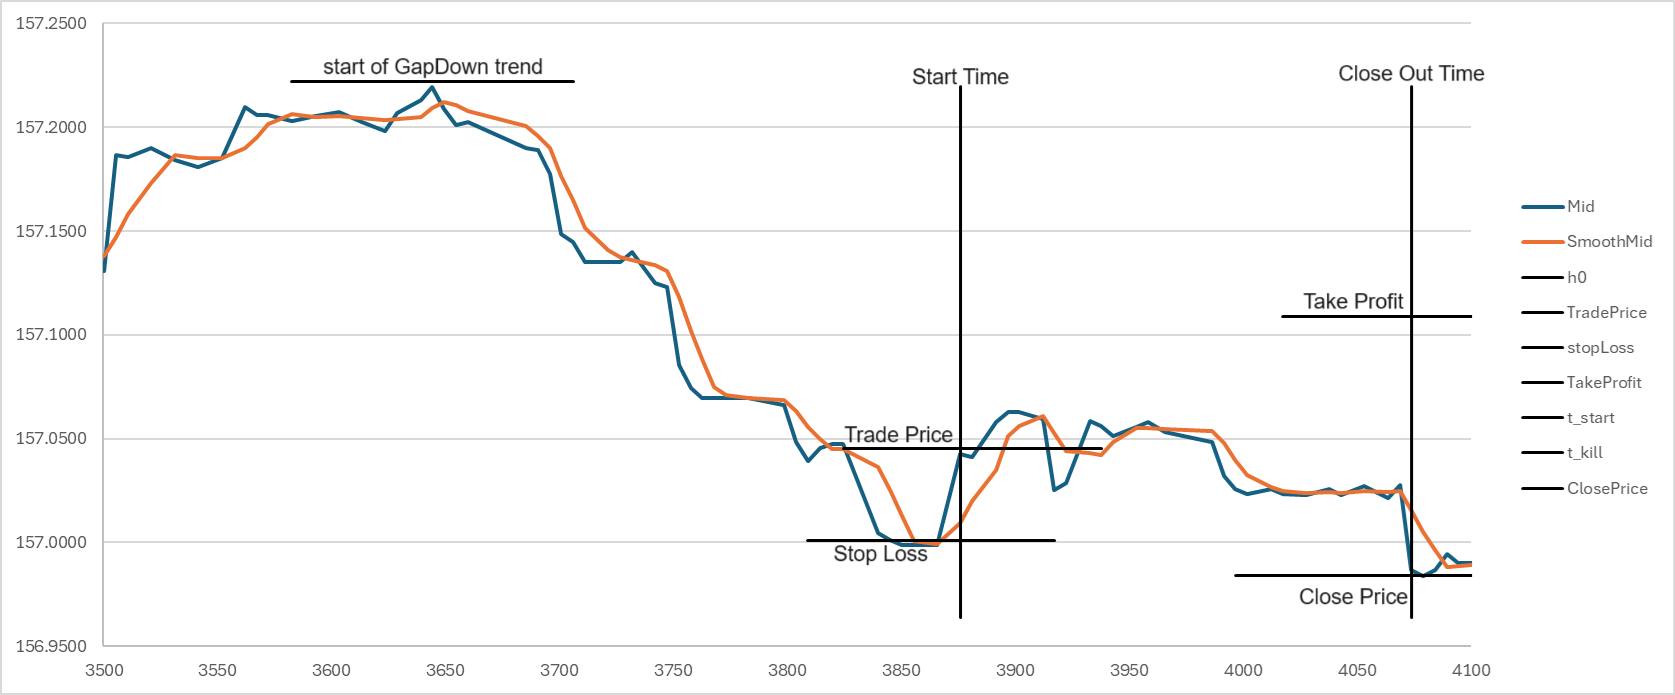 157.2500
157.2000
157.1500
157.1000
157.0500
157.0000
156.9500
start of GapDown trend
Start Time
Close Out Time
Take Profit
Trade Price
Stop Loss
Close Price
3500 3550 3600 3650 3700 3750 3800 3850 3900 3950 4000 4050 4100
Mid
SmoothMid
h0
TradePrice
stopLoss
TakeProfit
t_start
t_kill
ClosePrice